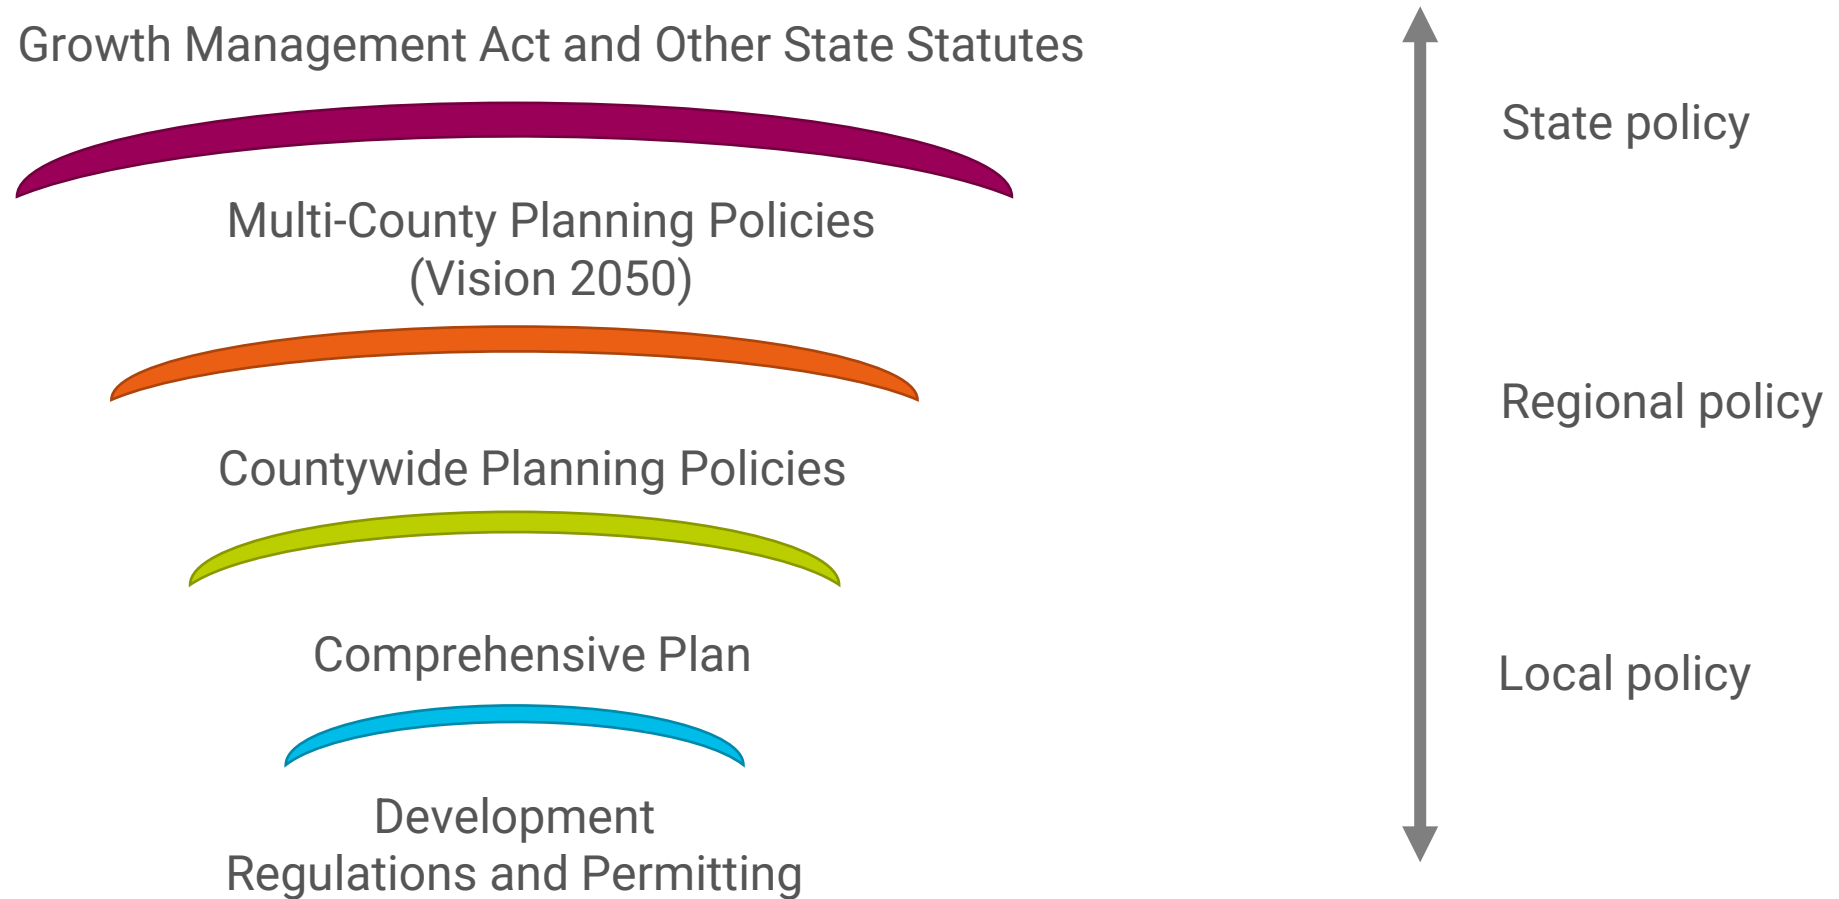 Growth Management Act and Other State Statutes
State policy
Multi-County Planning Policies
(Vision 2050)
Regional policy
Countywide Planning Policies
Comprehensive Plan
Local policy
Development
Regulations and Permitting